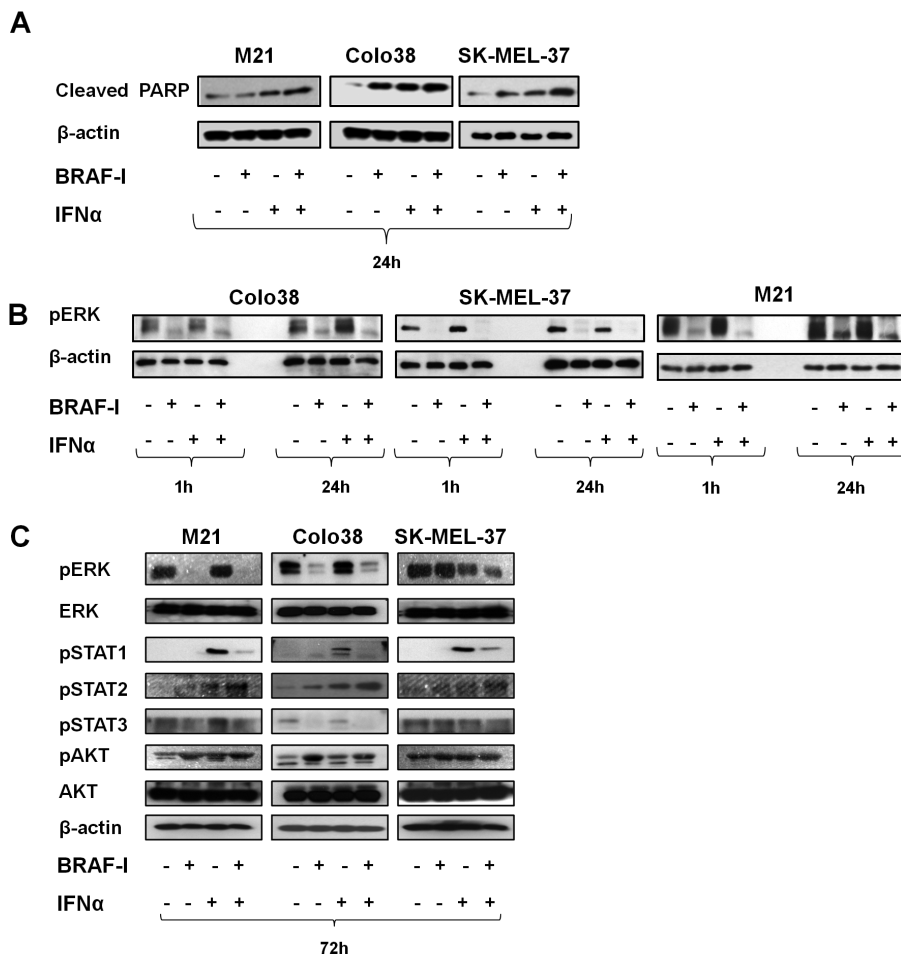 A
M21 Colo38 SK-MEL-37
Cleaved PARP
β-actin
BRAF-I - + - + - + - + - + - +
IFNα - - + + - - + + - - + +
24h
B
Colo38 SK-MEL-37 M21
pERK
β-actin
BRAF-I - + - + - + - + - + - + - + - + - + - + - + - +
IFNα - - + + - - + + - - + + - - + + - - + + - - + +
1h 24h 1h 24h 1h 24h
C
M21 Colo38 SK-MEL-37
pERK
ERK
pSTAT1
pSTAT2
pSTAT3
pAKT
AKT
β-actin
BRAF-I - + - + - + - + - + - +
IFNα - - + + - - + + - - + +
72h